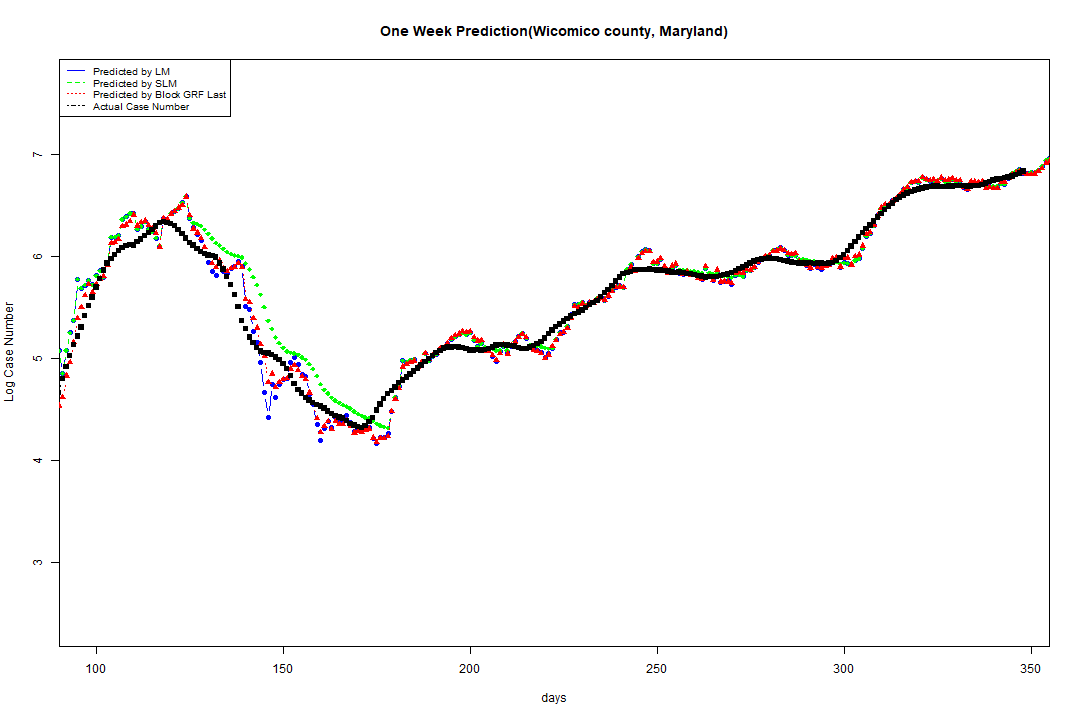 One Week Prediction(Wicomico county, Maryland)
Predicted by LM
Predicted by SLM
Predicted by Block GRF Last
Actual Case Number
7
6
5
4
3
Log Case Number
100 150 200 250 300 350
days